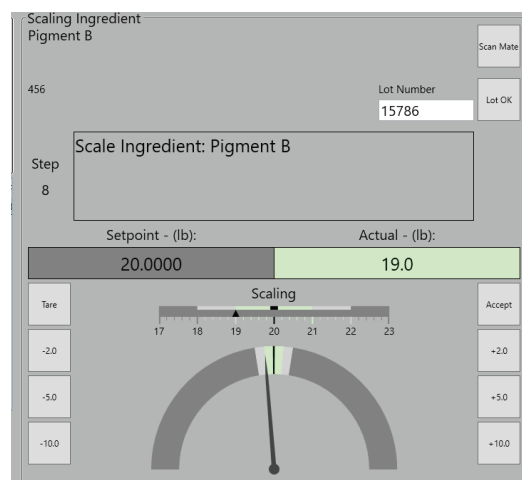 Scaling Ingredient
Pigment B
Scan Mate
456
Lot Number
15786
Lot OK
Step
8
Scale Ingredient: Pigment B
Setpoint - (lb):
Actual - (lb):
20.0000
19.0
Tare
Scaling
Accept
17 18 19 20 21 22 23
-2.0
+2.0
-5.0
+5.0
-10.0
+10.0